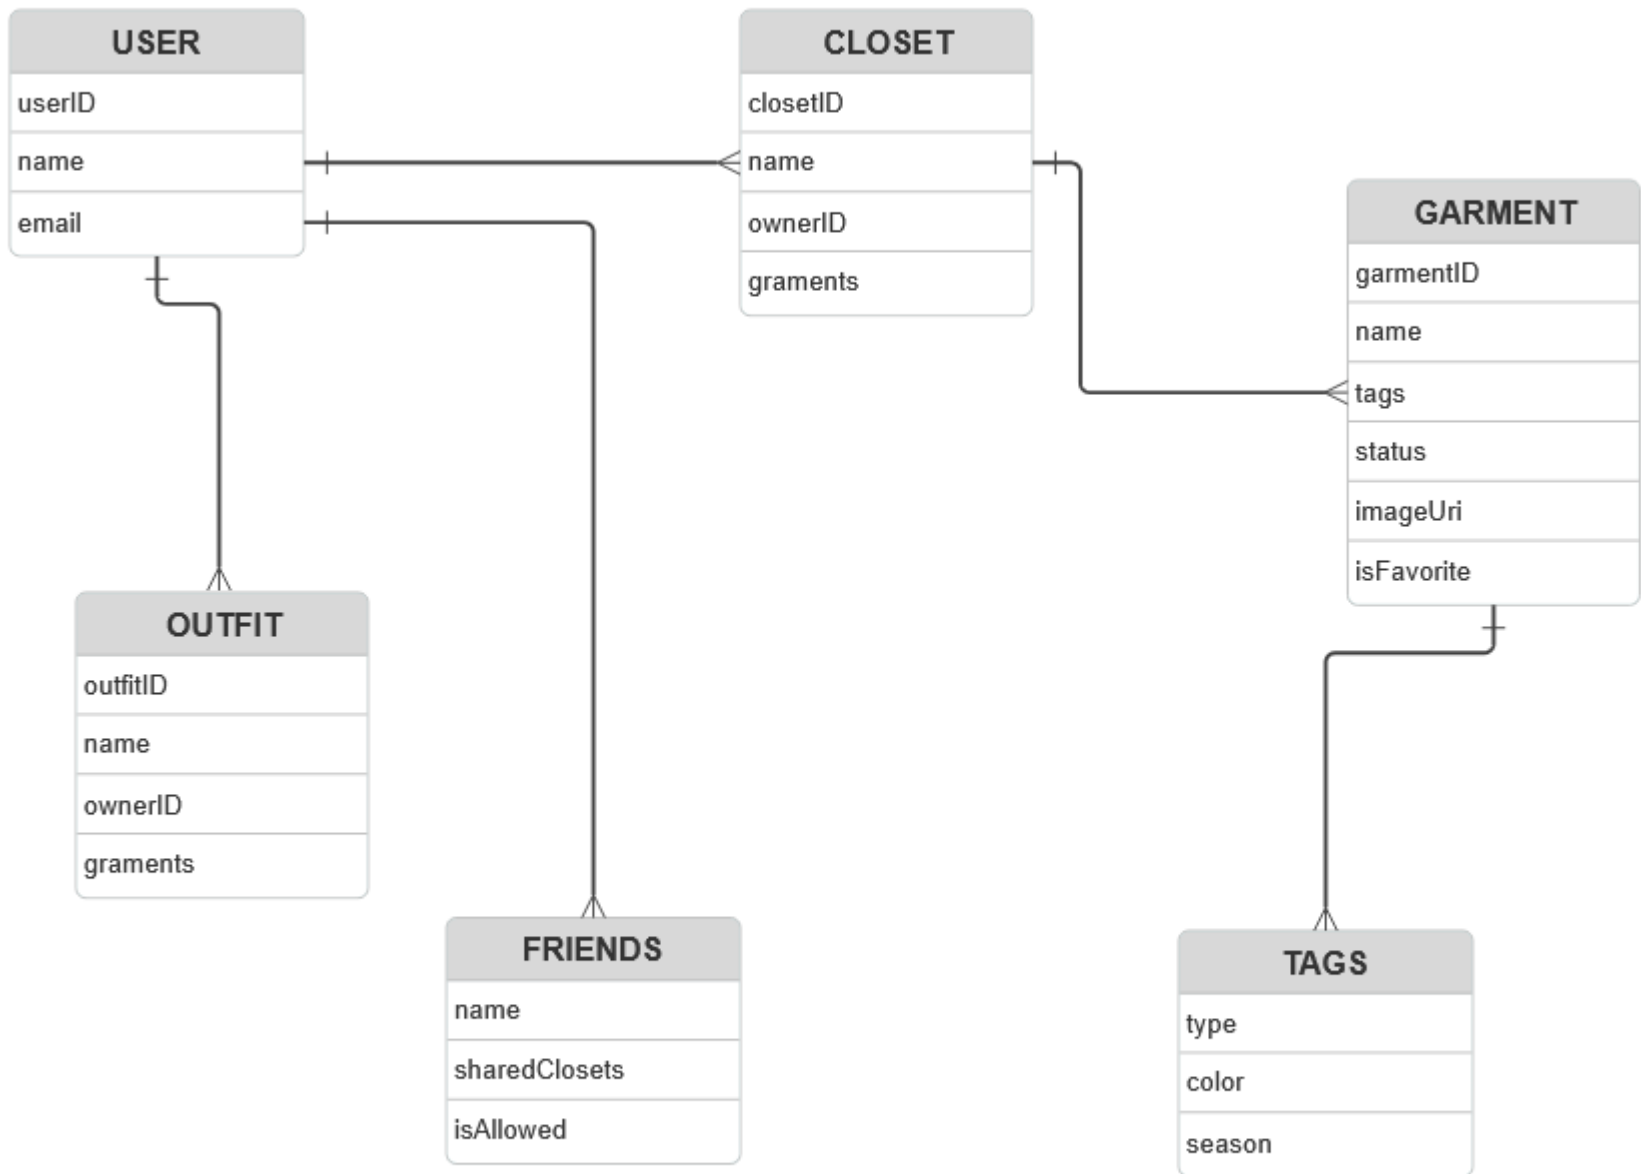 USER
userID
name
email
CLOSET
closetID
name
ownerID
graments
GARMENT
garmentID
name
tags
status
imageUri
isFavorite
OUTFIT
outfitID
name
ownerID
graments
FRIENDS
name
sharedClosets
isAllowed
TAGS
type
color
season